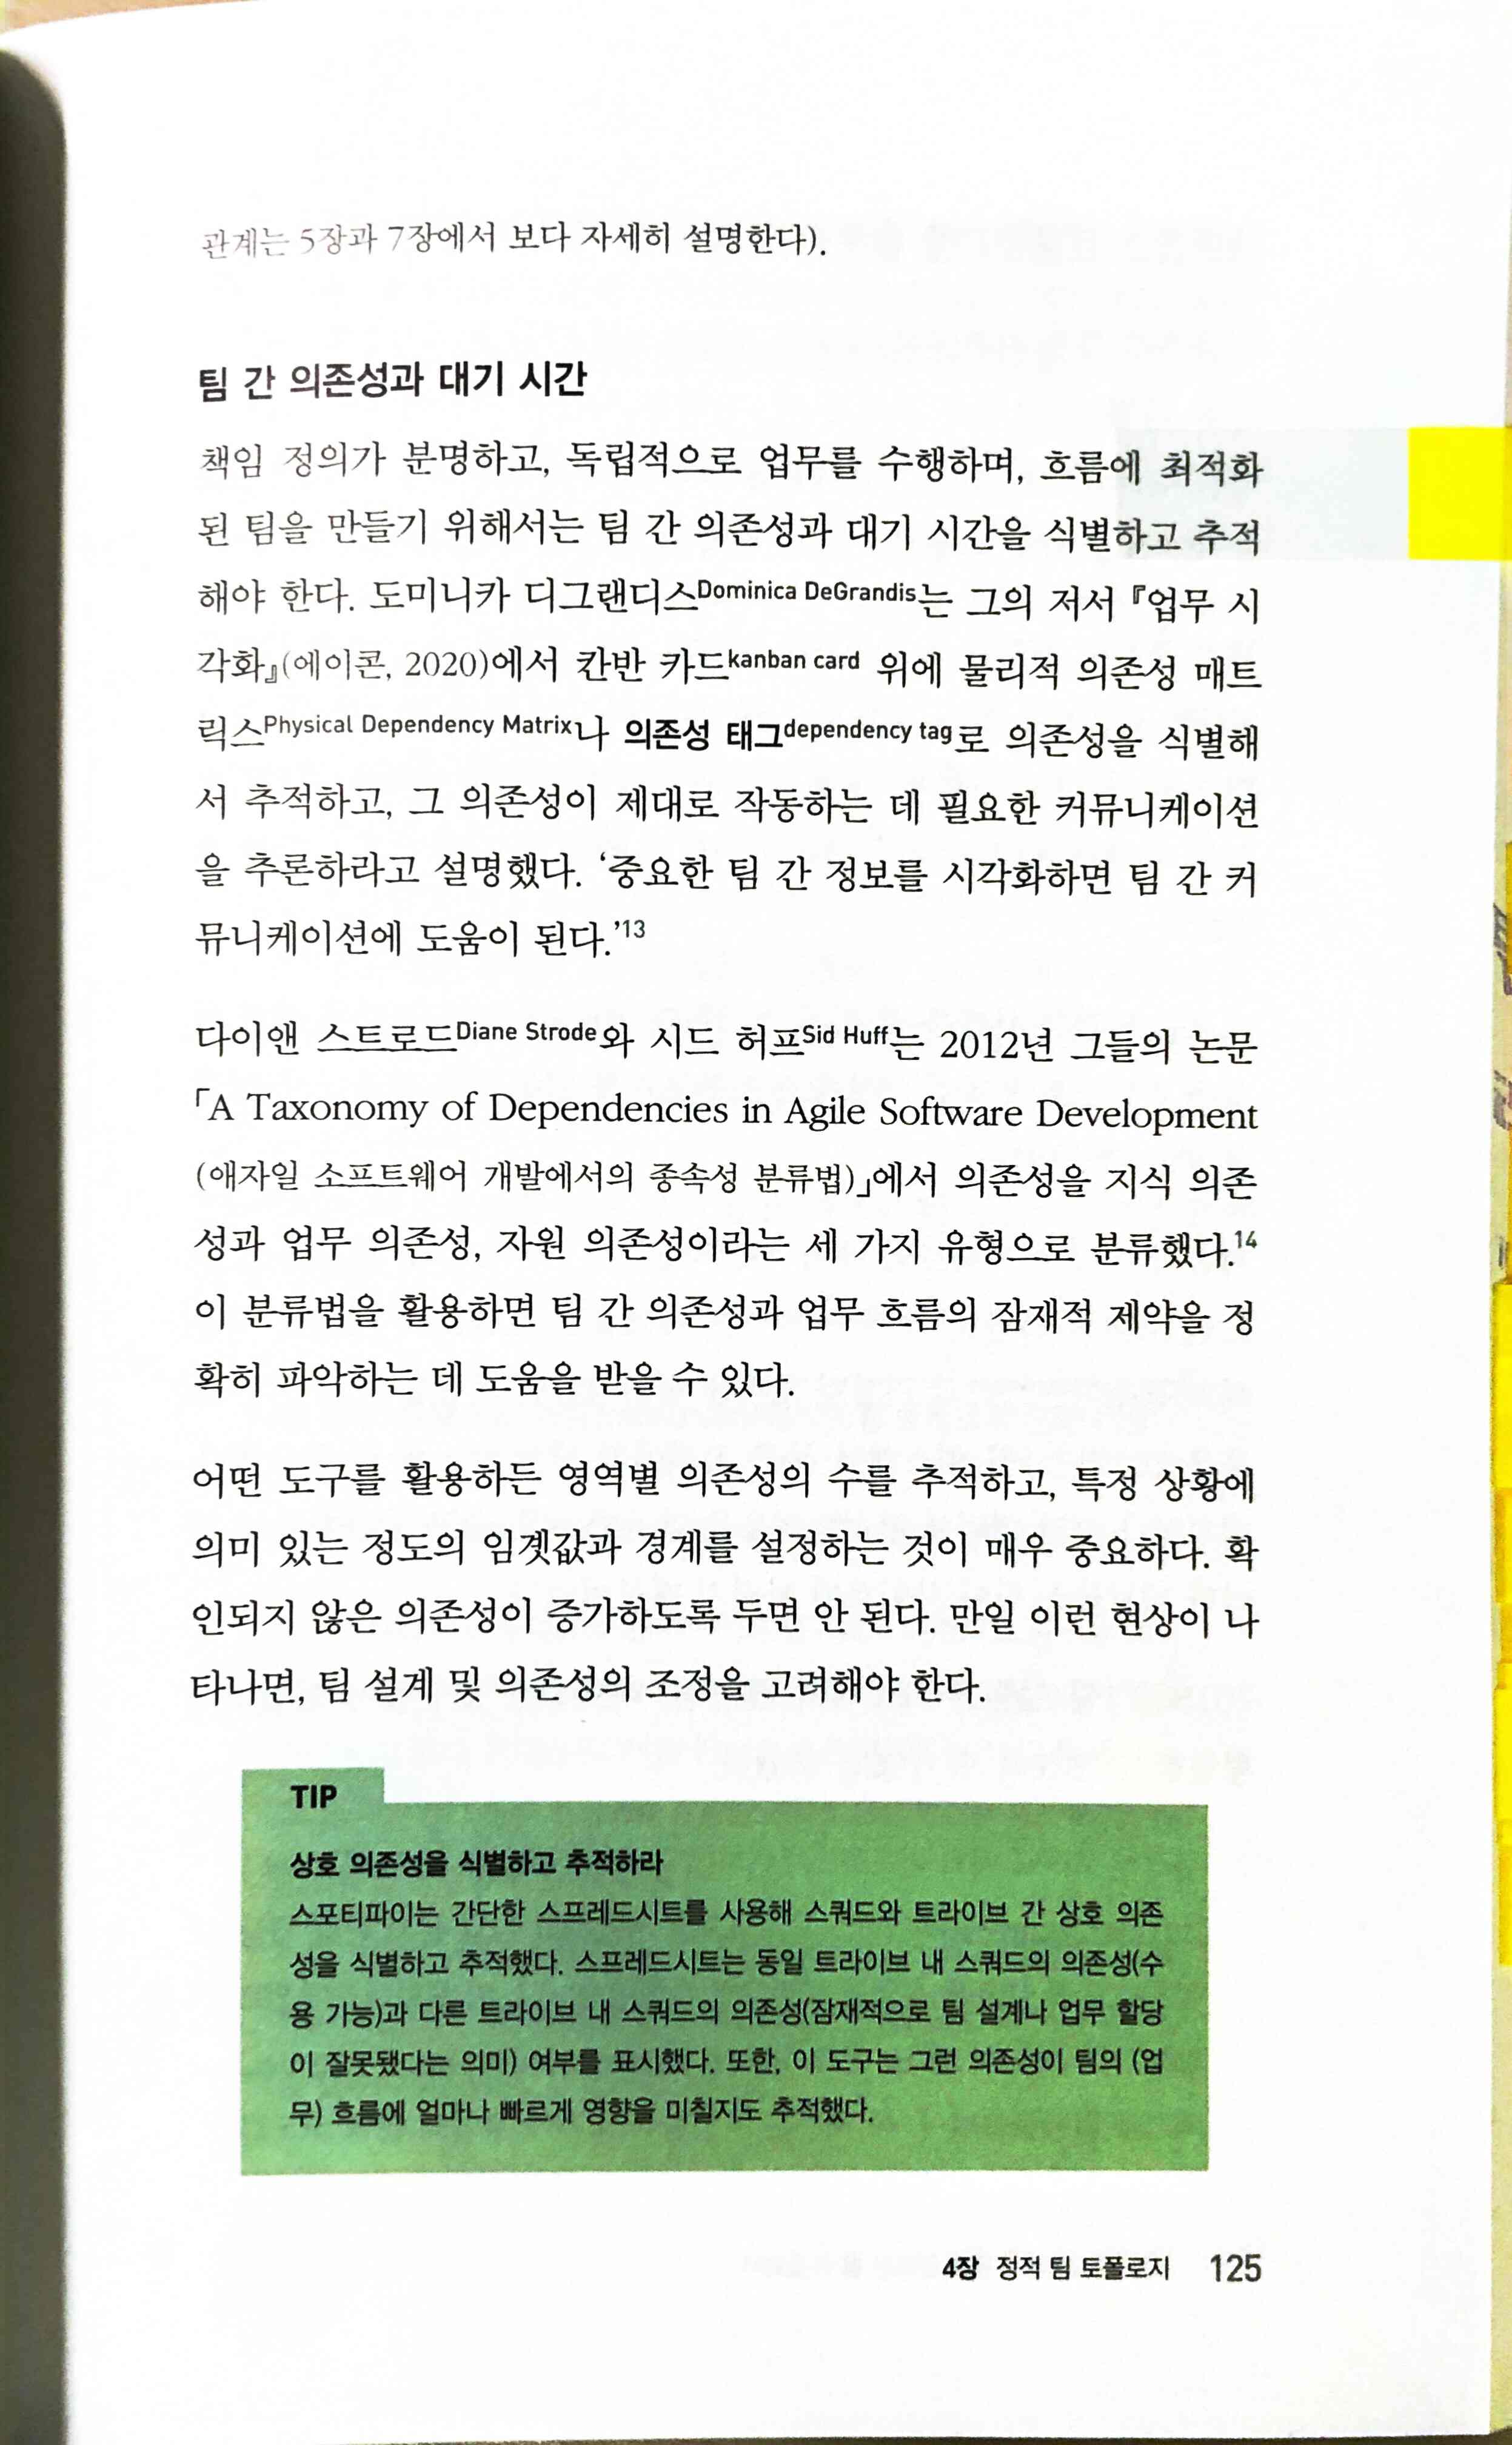 관계는 5장과 7장에서 보다 자세히 설명한다).
팀 간 의존성과 대기 시간
책임 정의가 분명하고, 독립적으로 업무를 수행하며, 흐름에 최적화
된 팀을 만들기 위해서는 팀 간 의존성과 대기 시간을 식별하고 추적
해야 한다. 도미니카 디그랜디스Dominica DeGrandis는 그의 저서 『업무 시
각화』(에이콘, 2020)에서 칸반 카드kanban card 위에 물리적 의존성 매트
릭스Physical Dependency Matrix나 의존성 태그dependency tag로 의존성을 식별해
서 추적하고, 그 의존성이 제대로 작동하는 데 필요한 커뮤니케이션
을 추론하라고 설명했다. ‘중요한 팀 간 정보를 시각화하면 팀 간 커
뮤니케이션에 도움이 된다.’13
다이앤 스트로드Diane Strode와 시드 허프Sid Huff는 2012년 그들의 논문
「A Taxonomy of Dependencies in Agile Software Development
(애자일 소프트웨어 개발에서의 종속성 분류법)」에서 의존성을 지식 의존
성과 업무 의존성, 자원 의존성이라는 세 가지 유형으로 분류했다.14
이 분류법을 활용하면 팀 간 의존성과 업무 흐름의 잠재적 제약을 정
확히 파악하는 데 도움을 받을 수 있다.
어떤 도구를 활용하든 영역별 의존성의 수를 추적하고, 특정 상황에
의미 있는 정도의 임곗값과 경계를 설정하는 것이 매우 중요하다. 확
인되지 않은 의존성이 증가하도록 두면 안 된다. 만일 이런 현상이 나
타나면, 팀 설계 및 의존성의 조정을 고려해야 한다.
TIP
상호 의존성을 식별하고 추적하라
스포티파이는 간단한 스프레드시트를 사용해 스쿼드와 트라이브 간 상호 의존
성을 식별하고 추적했다. 스프레드시트는 동일 트라이브 내 스쿼드의 의존성(수
용 가능)과 다른 트라이브 내 스쿼드의 의존성(잠재적으로 팀 설계나 업무 할당
이 잘못됐다는 의미) 여부를 표시했다. 또한, 이 도구는 그런 의존성이 팀의 (업
무) 흐름에 얼마나 빠르게 영향을 미칠지도 추적했다.
4장 정적 팀 토폴로지 125